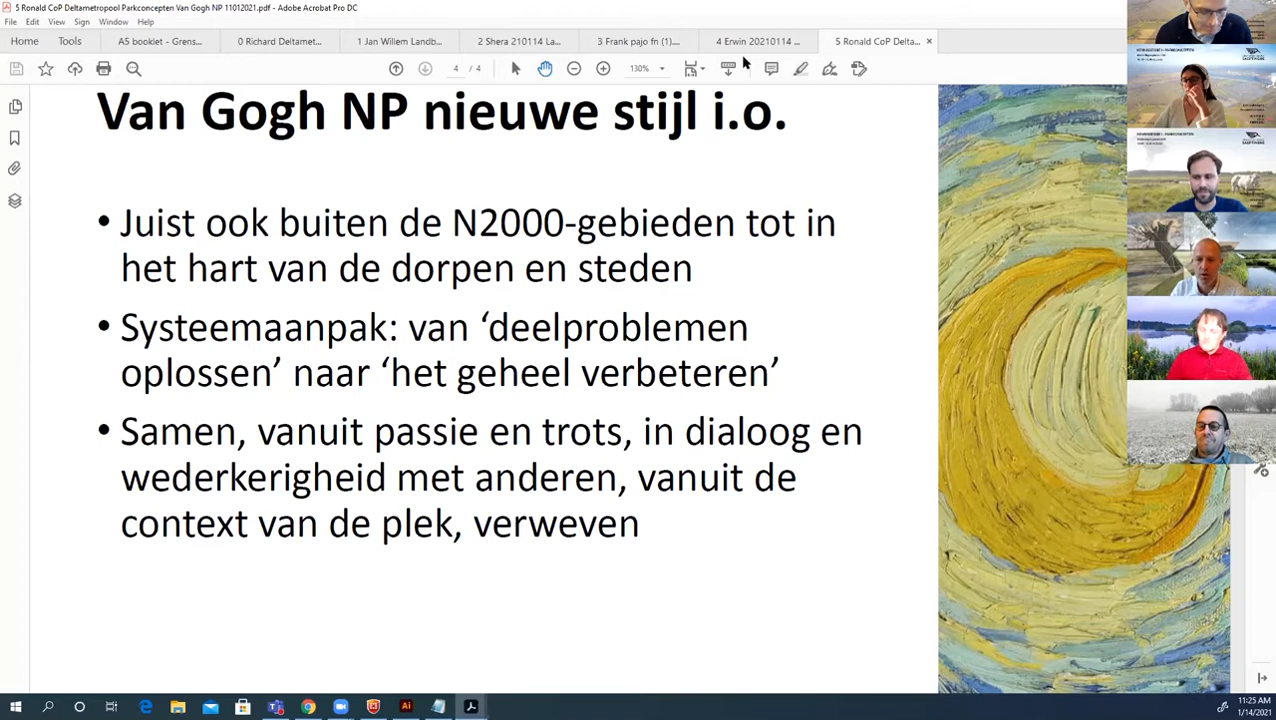 5 Ronald CoP Deltametropool Parkconcepten Van Gogh NP 11012021.pdf - Adobe Acrobat Pro DC
File Edit View Sign Window Help
Home Tools A5 booklet - Grens... 0 Richard Deltamet... 1 Jan Willem Landb... 2 Shera 210114 3 Frank pajo fn (1).... 4 Erwin 20210114 ... 5 Ronald CoP Delta... ×
4 / 4 130%
Van Gogh NP nieuwe stijl i.o.
• Juist ook buiten de N2000-gebieden tot in
het hart van de dorpen en steden
• Systeemaanpak: van ‘deelproblemen
oplossen’ naar ‘het geheel verbeteren’
• Samen, vanuit passie en trots, in dialoog en
wederkerigheid met anderen, vanuit de
context van de plek, verweven
11:25 AM
1/14/2021